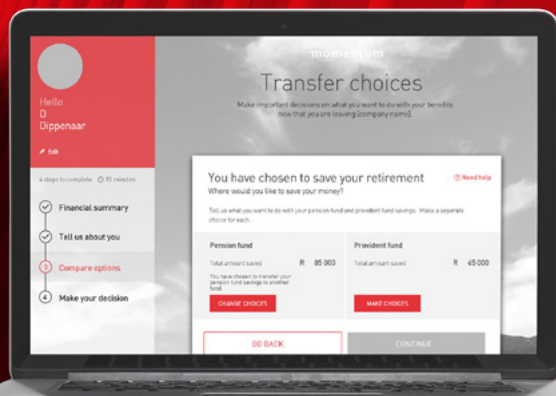 momentum
Transfer choices
Make important decisions on what you want to do with your benefits
now that you are leaving [company name]
Hello
D
Dippenaar
Edit
4 steps to complete 15 minutes
Financial summary
Tell us about you
3 Compare options
4 Make your decision
You have chosen to save your retirement
Need help
Where would you like to save your money?
Tell us what you want to do with your pension fund and provident fund savings. Make a separate
choice for each.
Pension fund
Total amount saved R 85 000
You have chosen to transfer your
pension fund savings to another
fund
CHANGE CHOICES
Provident fund
Total amount saved R 65 000
MAKE CHOICES
GO BACK
CONTINUE